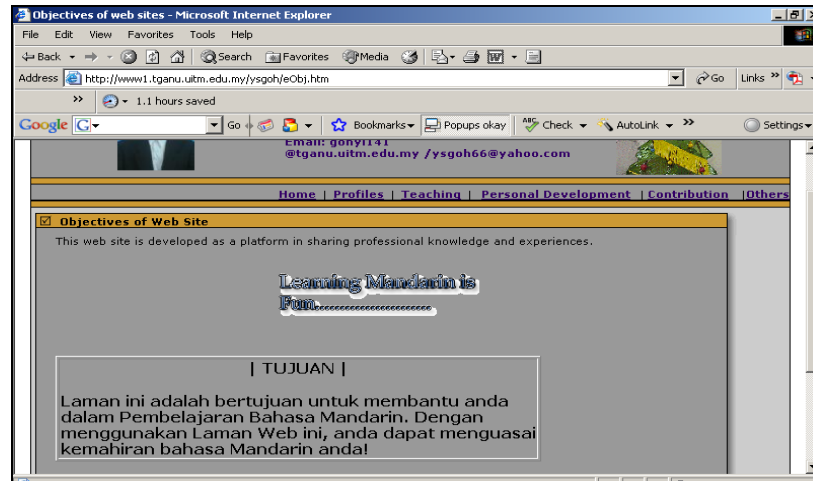 Objectives of web sites - Microsoft Internet Explorer
File Edit View Favorites Tools Help
Back Search Favorites Media
Address http://www1.tganu.uitm.edu.my/ysgoh/eObj.htm Go Links »
» 1.1 hours saved
Google G Go Bookmarks Popups okay ABC Check AutoLink » Settings
Email: gohyi141
@tganu.uitm.edu.my /ysgoh66@yahoo.com
Home | Profiles | Teaching | Personal Development | Contribution |Others
Objectives of Web Site
This web site is developed as a platform in sharing professional knowledge and experiences.
Learning Mandarin is
Fun..........................
| TUJUAN |
Laman ini adalah bertujuan untuk membantu anda
dalam Pembelajaran Bahasa Mandarin. Dengan
menggunakan Laman Web ini, anda dapat menguasai
kemahiran bahasa Mandarin anda!